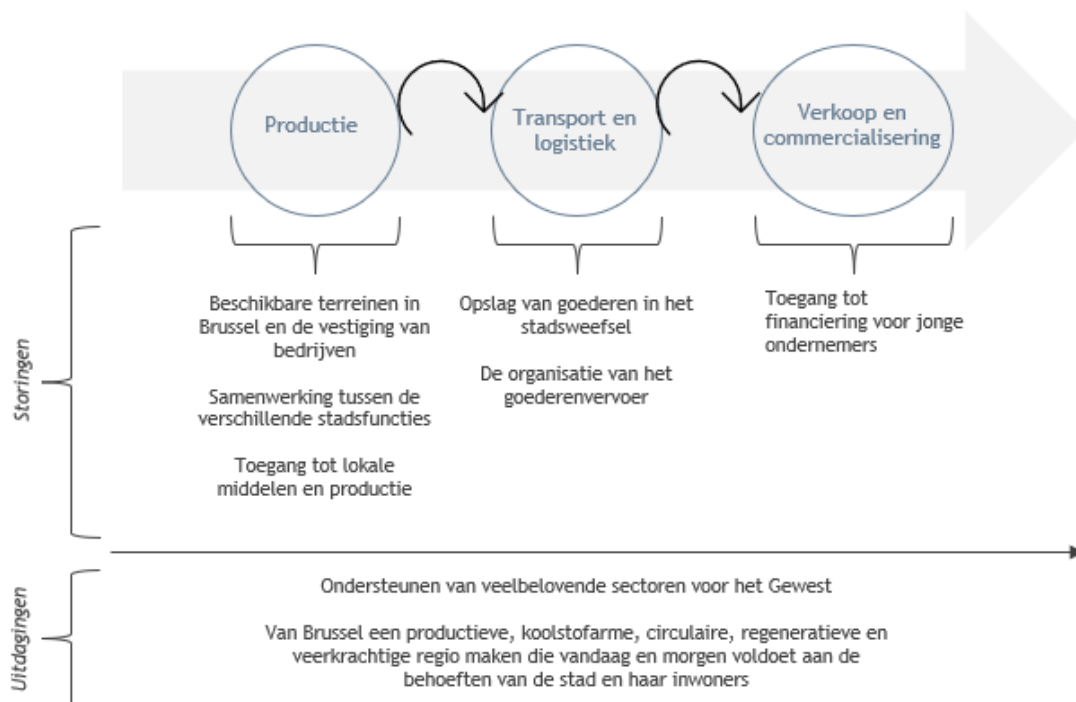 Productie
Transport en
logistiek
Verkoop en
commercialisering
Storingen
Beschikbare terreinen in
Brussel en de vestiging van
bedrijven
Samenwerking tussen de
verschillende stadsfuncties
Toegang tot lokale
middelen en productie
Opslag van goederen in het
stadsweefsel
De organisatie van het
goederenvervoer
Toegang tot
financiering voor jonge
ondernemers
Uitdagingen
Ondersteunen van veelbelovende sectoren voor het Gewest
Van Brussel een productieve, koolstofarme, circulaire, regeneratieve en
veerkrachtige regio maken die vandaag en morgen voldoet aan de
behoeften van de stad en haar inwoners